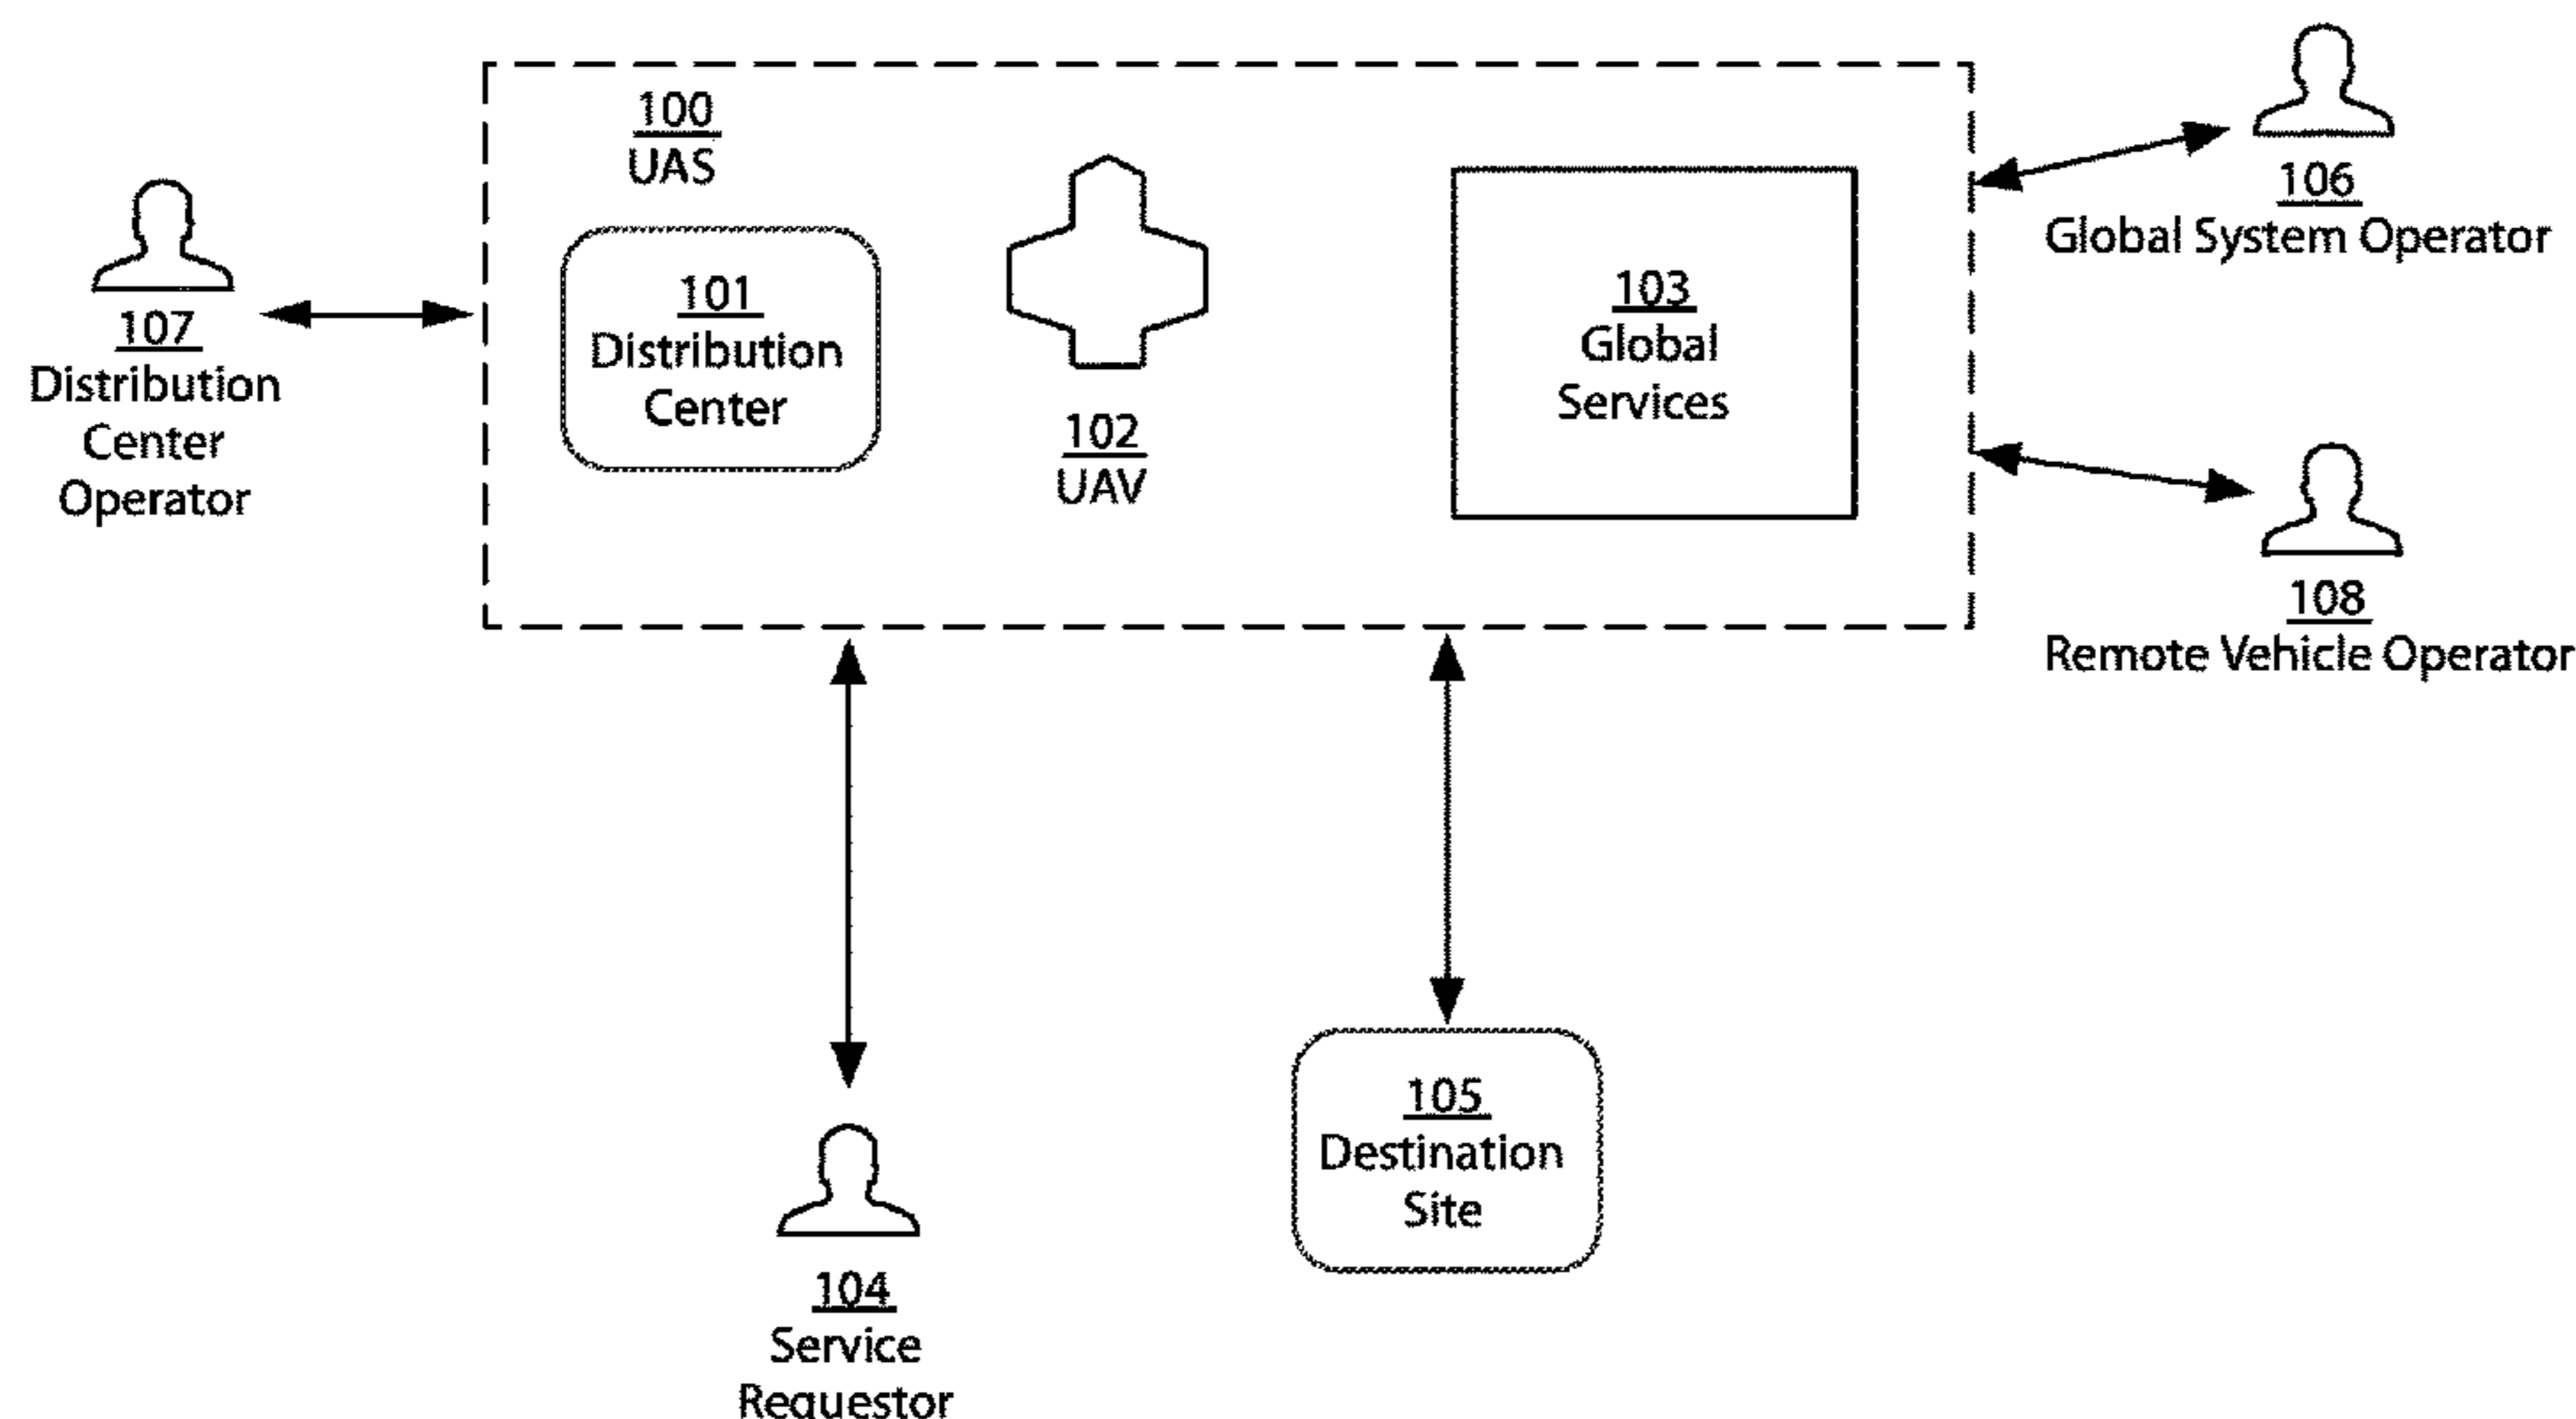 100
UAS
101
Distribution
Center
102
UAV
103
Global
Services
106
Global System Operator
107
Distribution
Center
Operator
108
Remote Vehicle Operator
105
Destination
Site
104
Service
Requestor